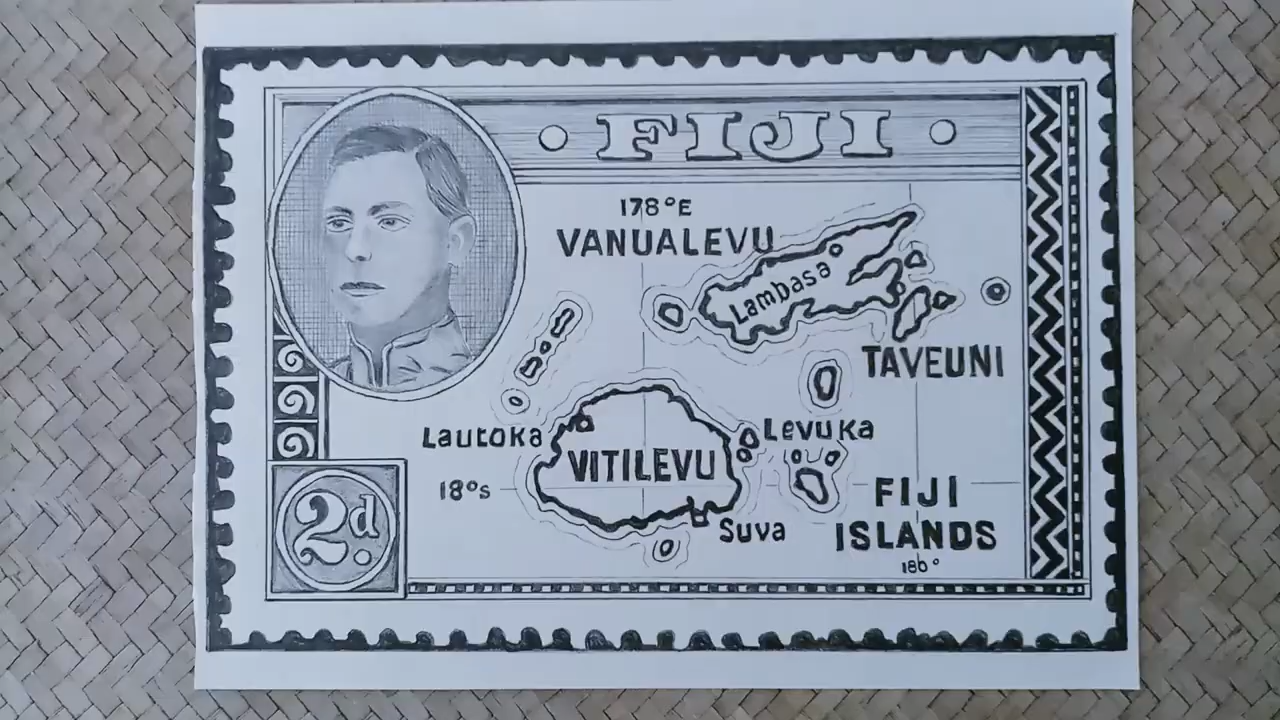 FIJI
178°E
VANUALEVU
Lambasa
TAVEUNI
Lautoka
Levuka
VITILEVU
18°s
FIJI
ISLANDS
Suva
180°
2d.